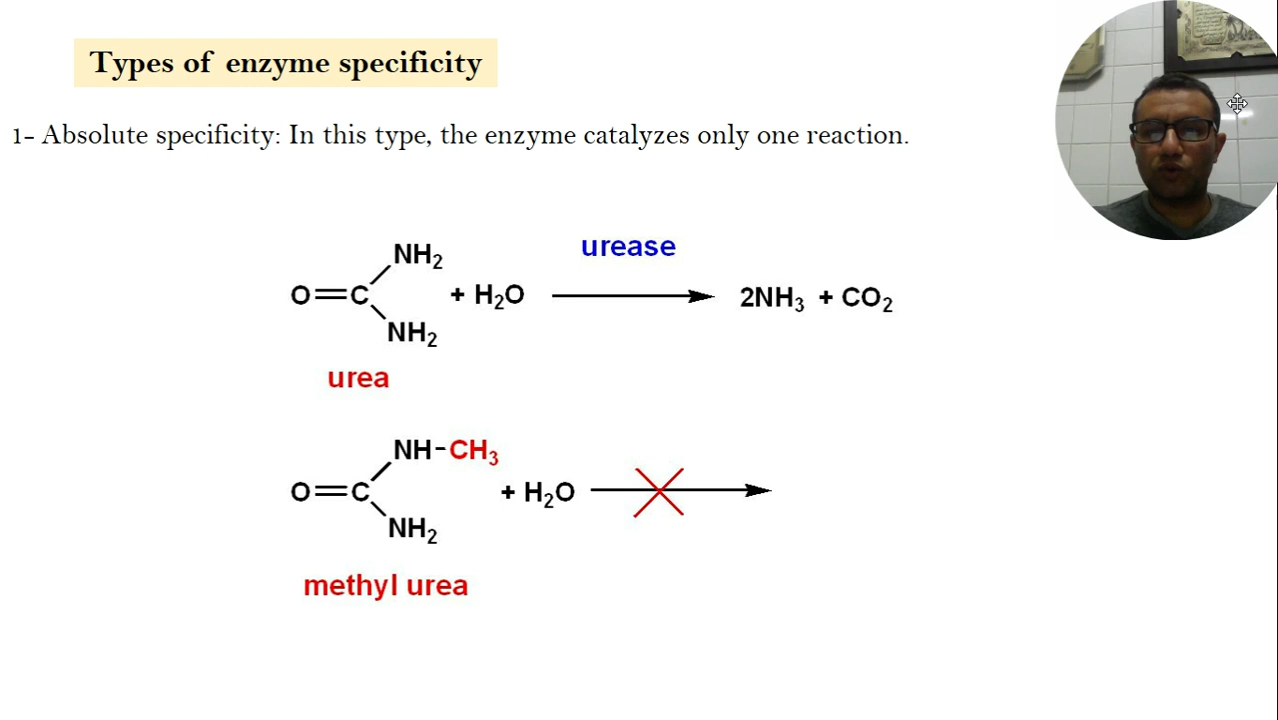 Types of enzyme specificity
1- Absolute specificity: In this type, the enzyme catalyzes only one reaction.
urease
NH2
O=C + H2O 2NH3 + CO2
NH2
urea
NH-CH3
O=C + H2O
NH2
methyl urea